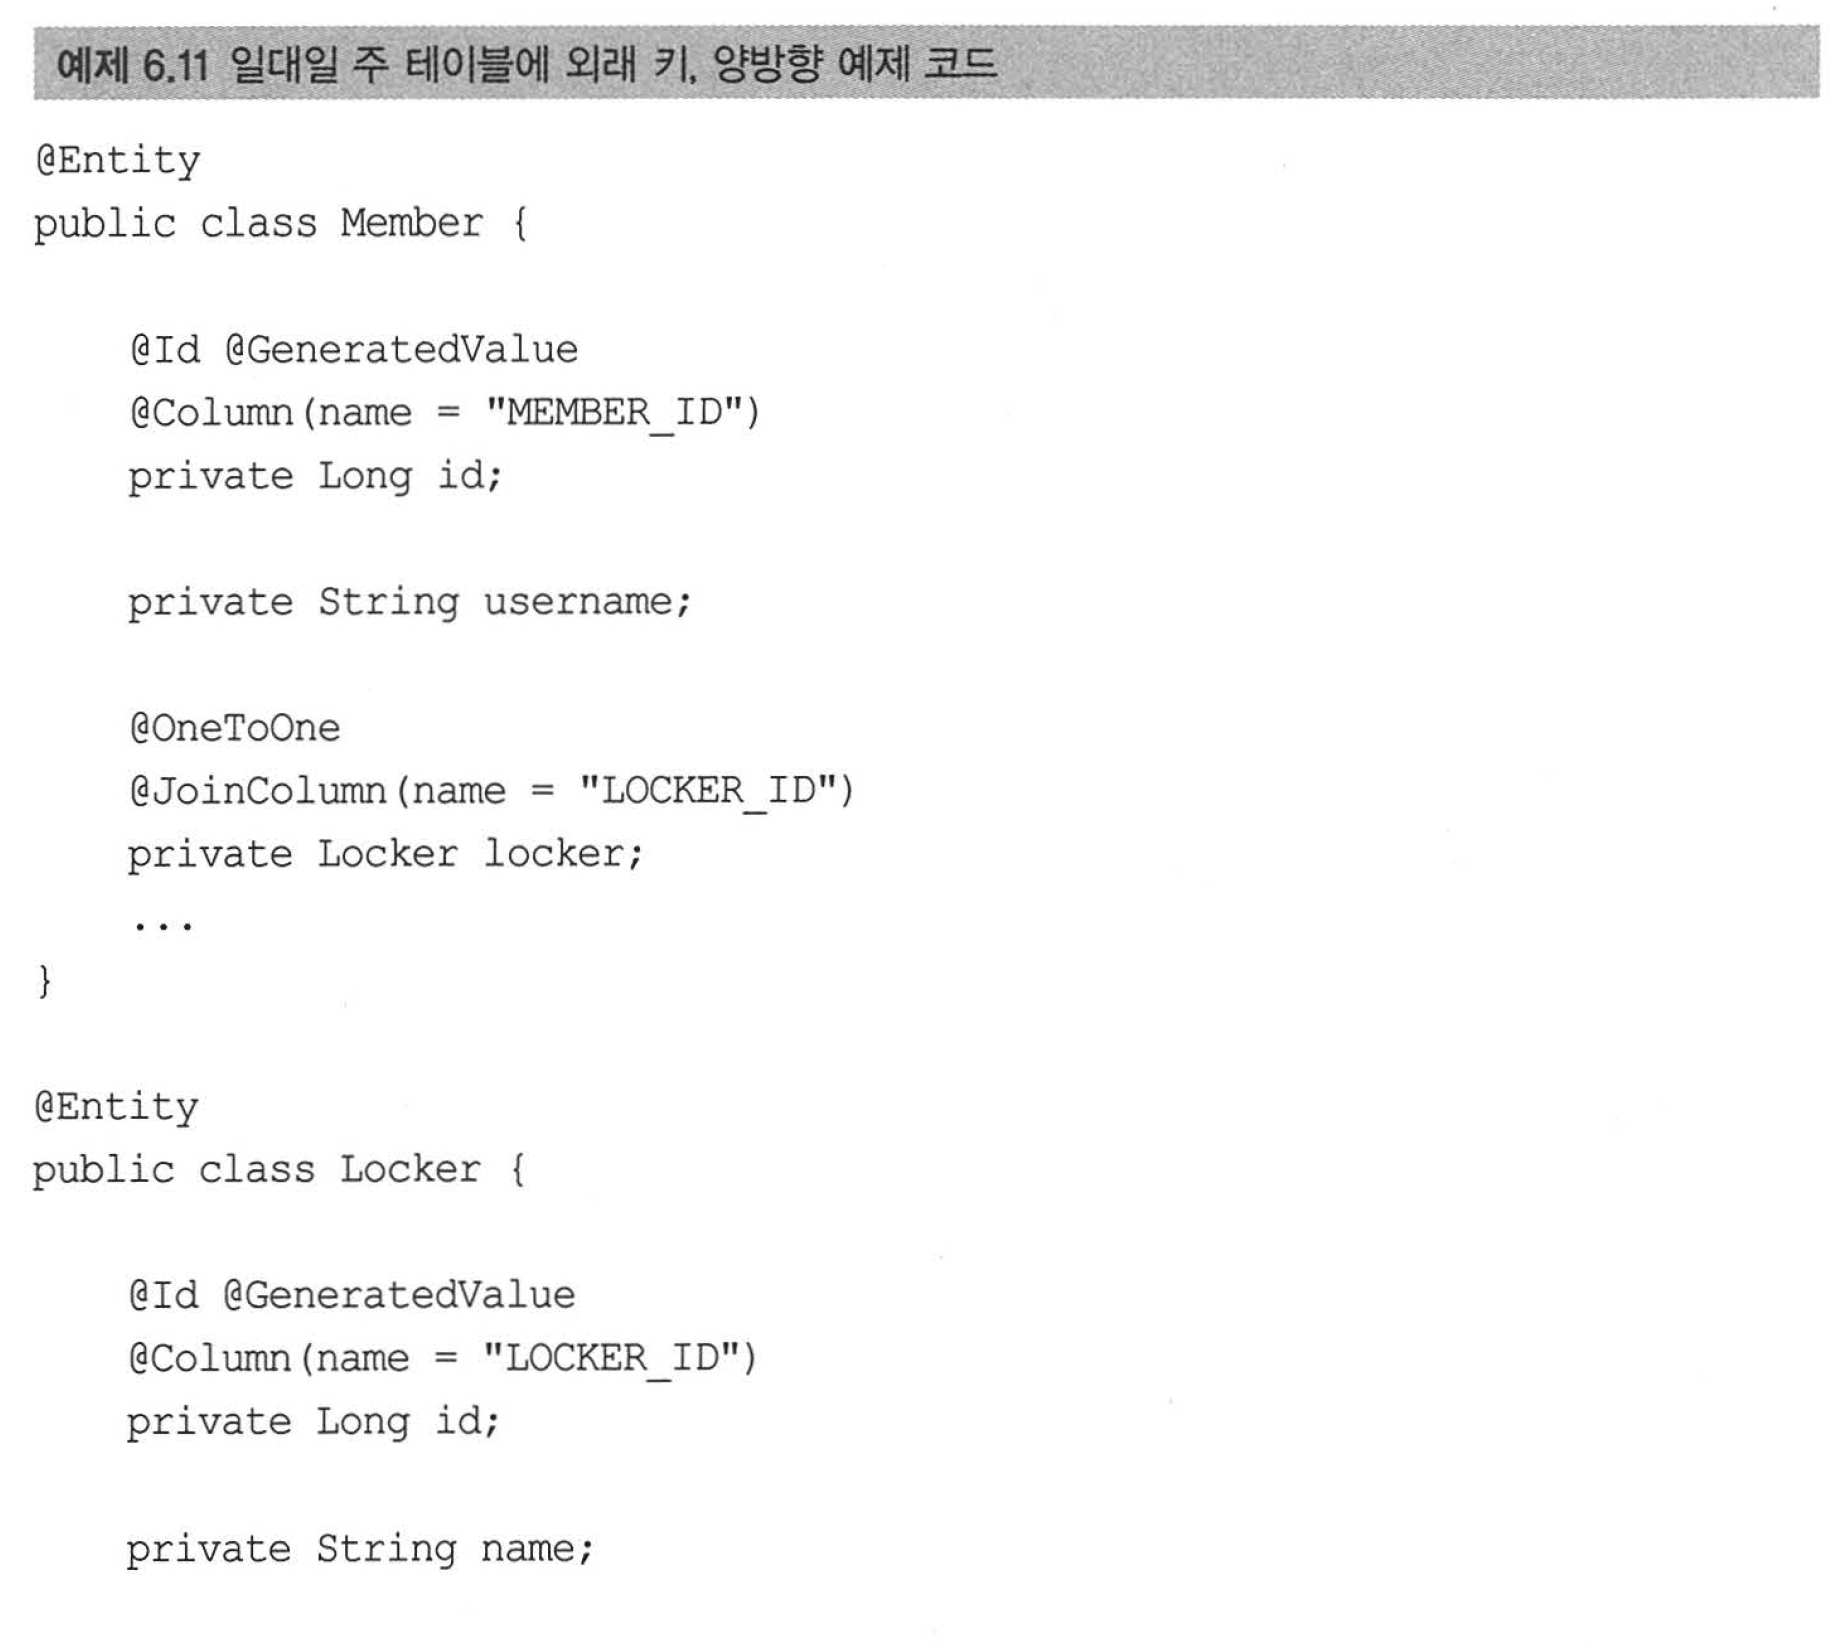 예제 6.11 일대일 주 테이블에 외래 키, 양방향 예제 코드
@Entity
public class Member {
@Id @GeneratedValue
@Column(name = "MEMBER_ID")
private Long id;
private String username;
@OneToOne
@JoinColumn(name = "LOCKER_ID")
private Locker locker;
...
}
@Entity
public class Locker {
@Id @GeneratedValue
@Column(name = "LOCKER_ID")
private Long id;
private String name;